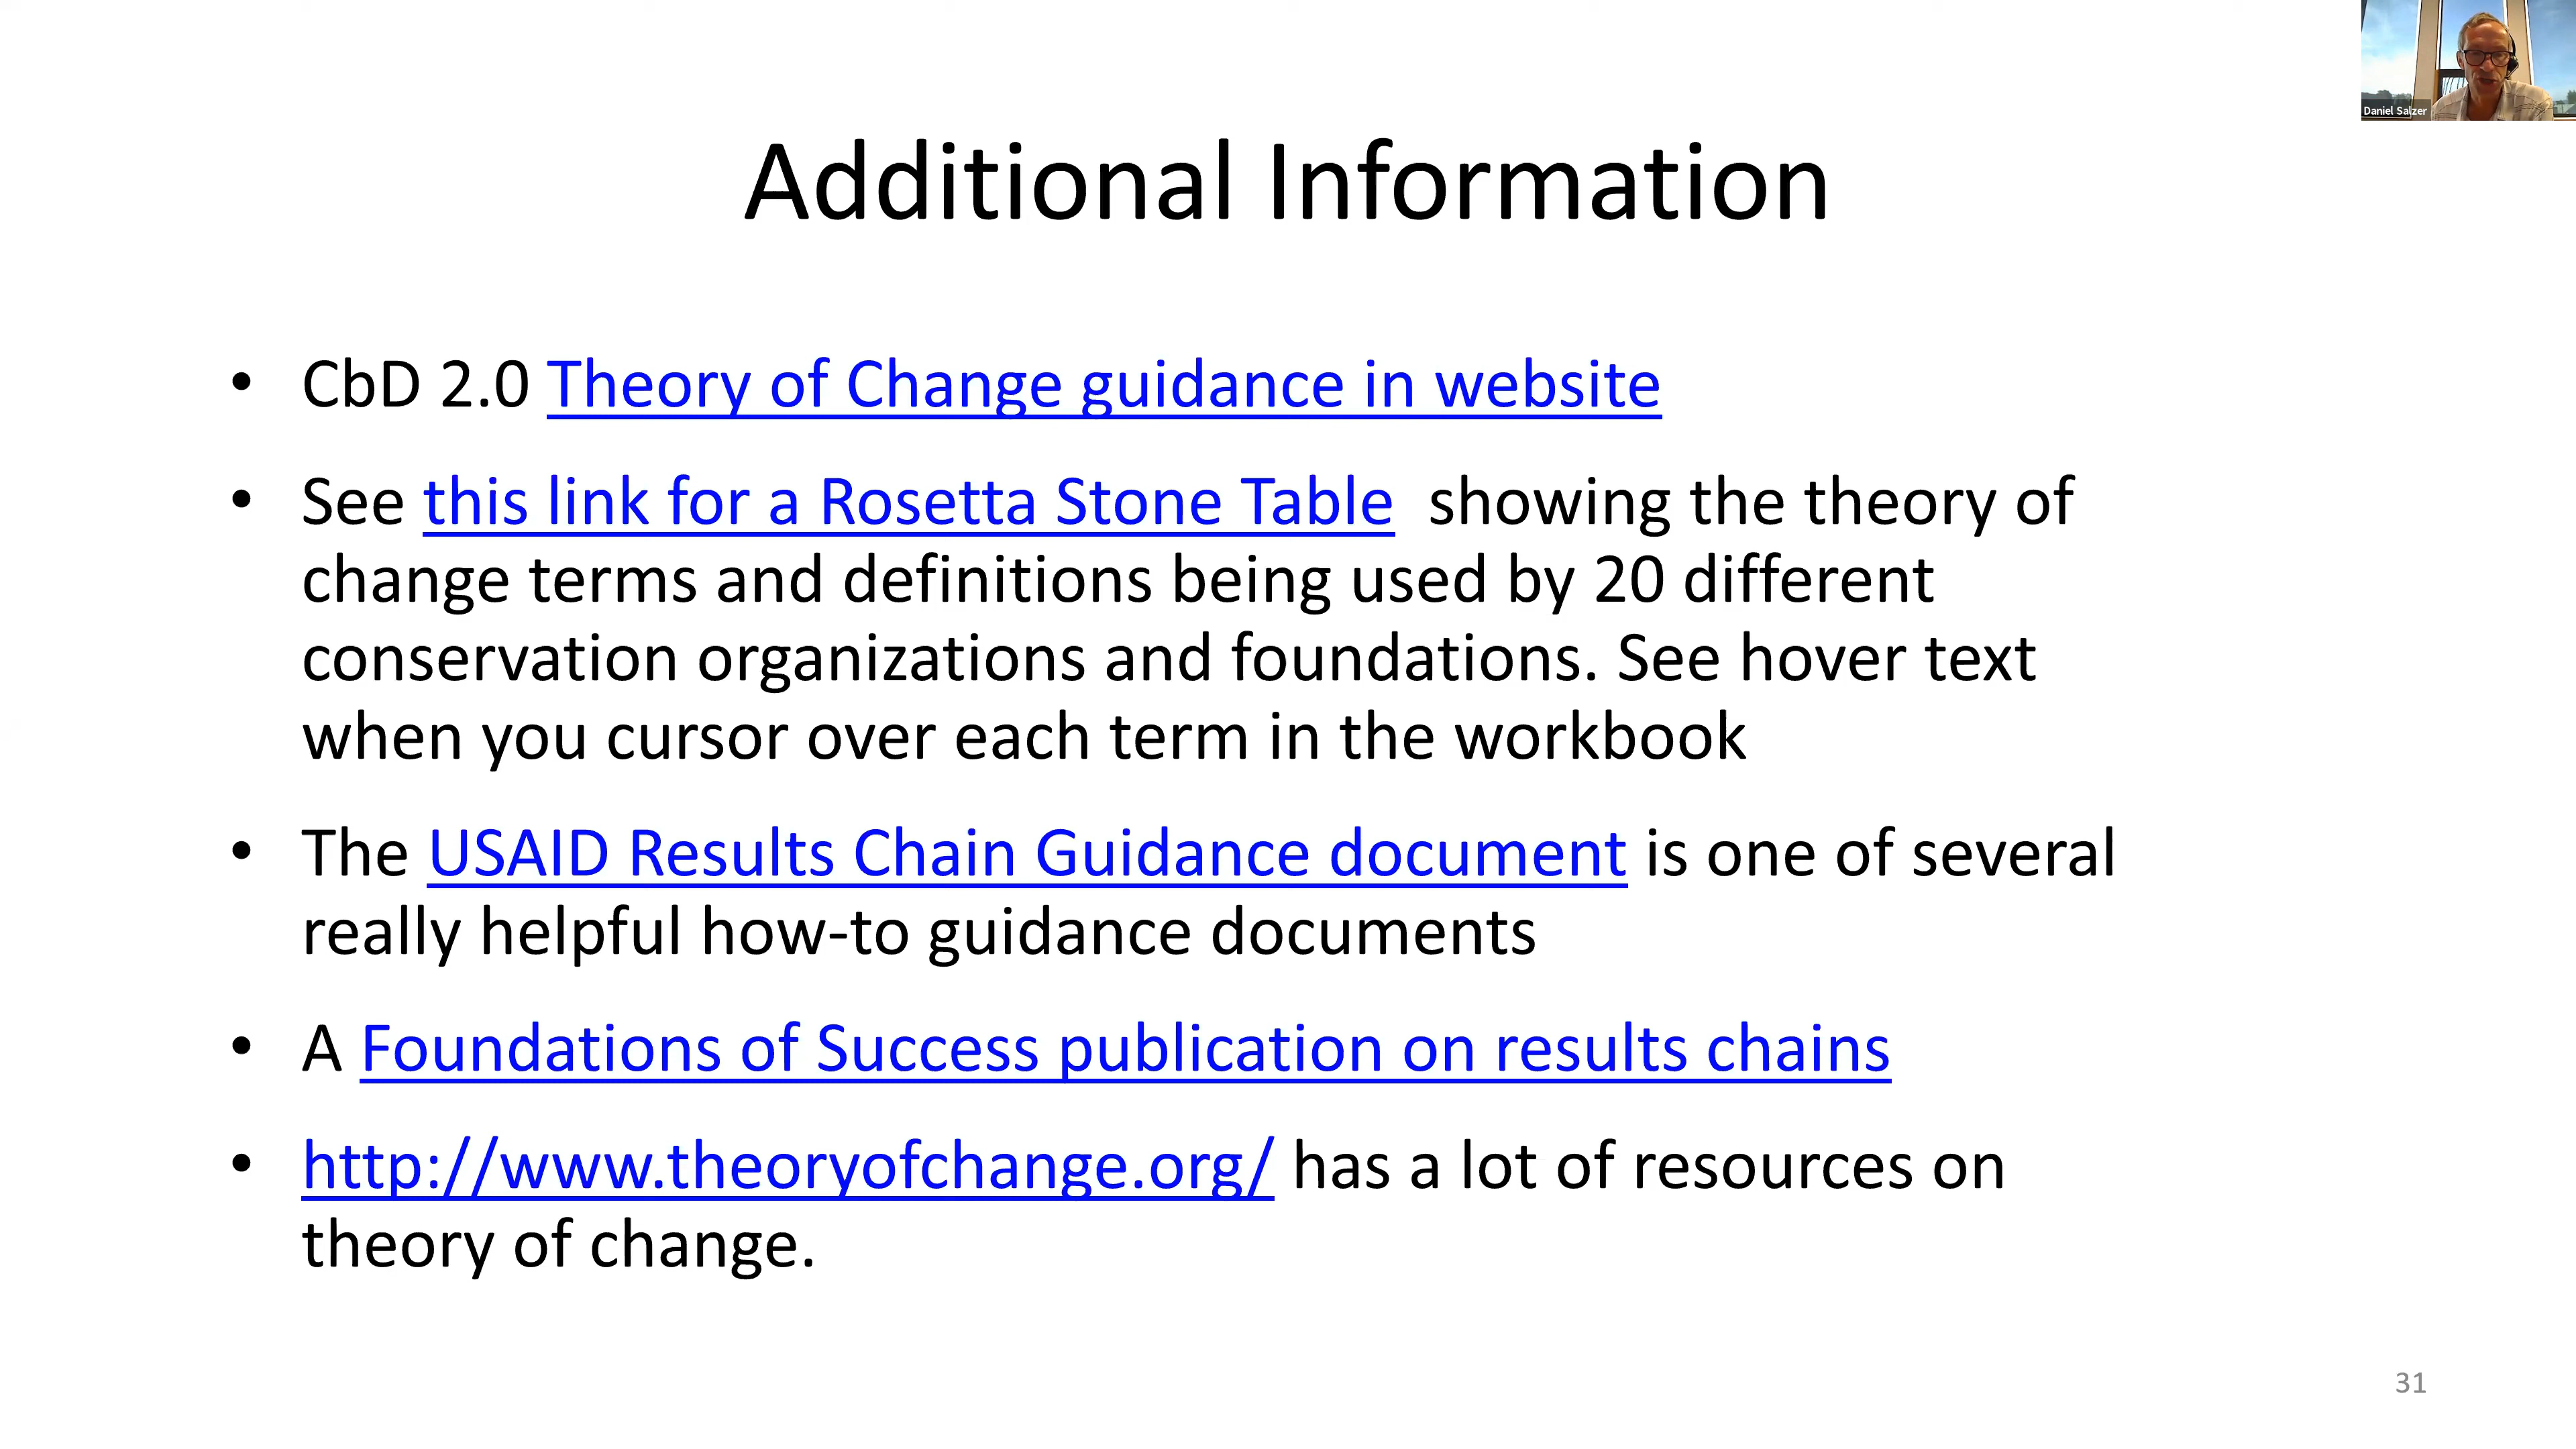 Daniel Salzer
Additional Information
• CbD 2.0 Theory of Change guidance in website
• See this link for a Rosetta Stone Table showing the theory of
change terms and definitions being used by 20 different
conservation organizations and foundations. See hover text
when you cursor over each term in the workbook
• The USAID Results Chain Guidance document is one of several
really helpful how-to guidance documents
• A Foundations of Success publication on results chains
• http://www.theoryofchange.org/ has a lot of resources on
theory of change.
31